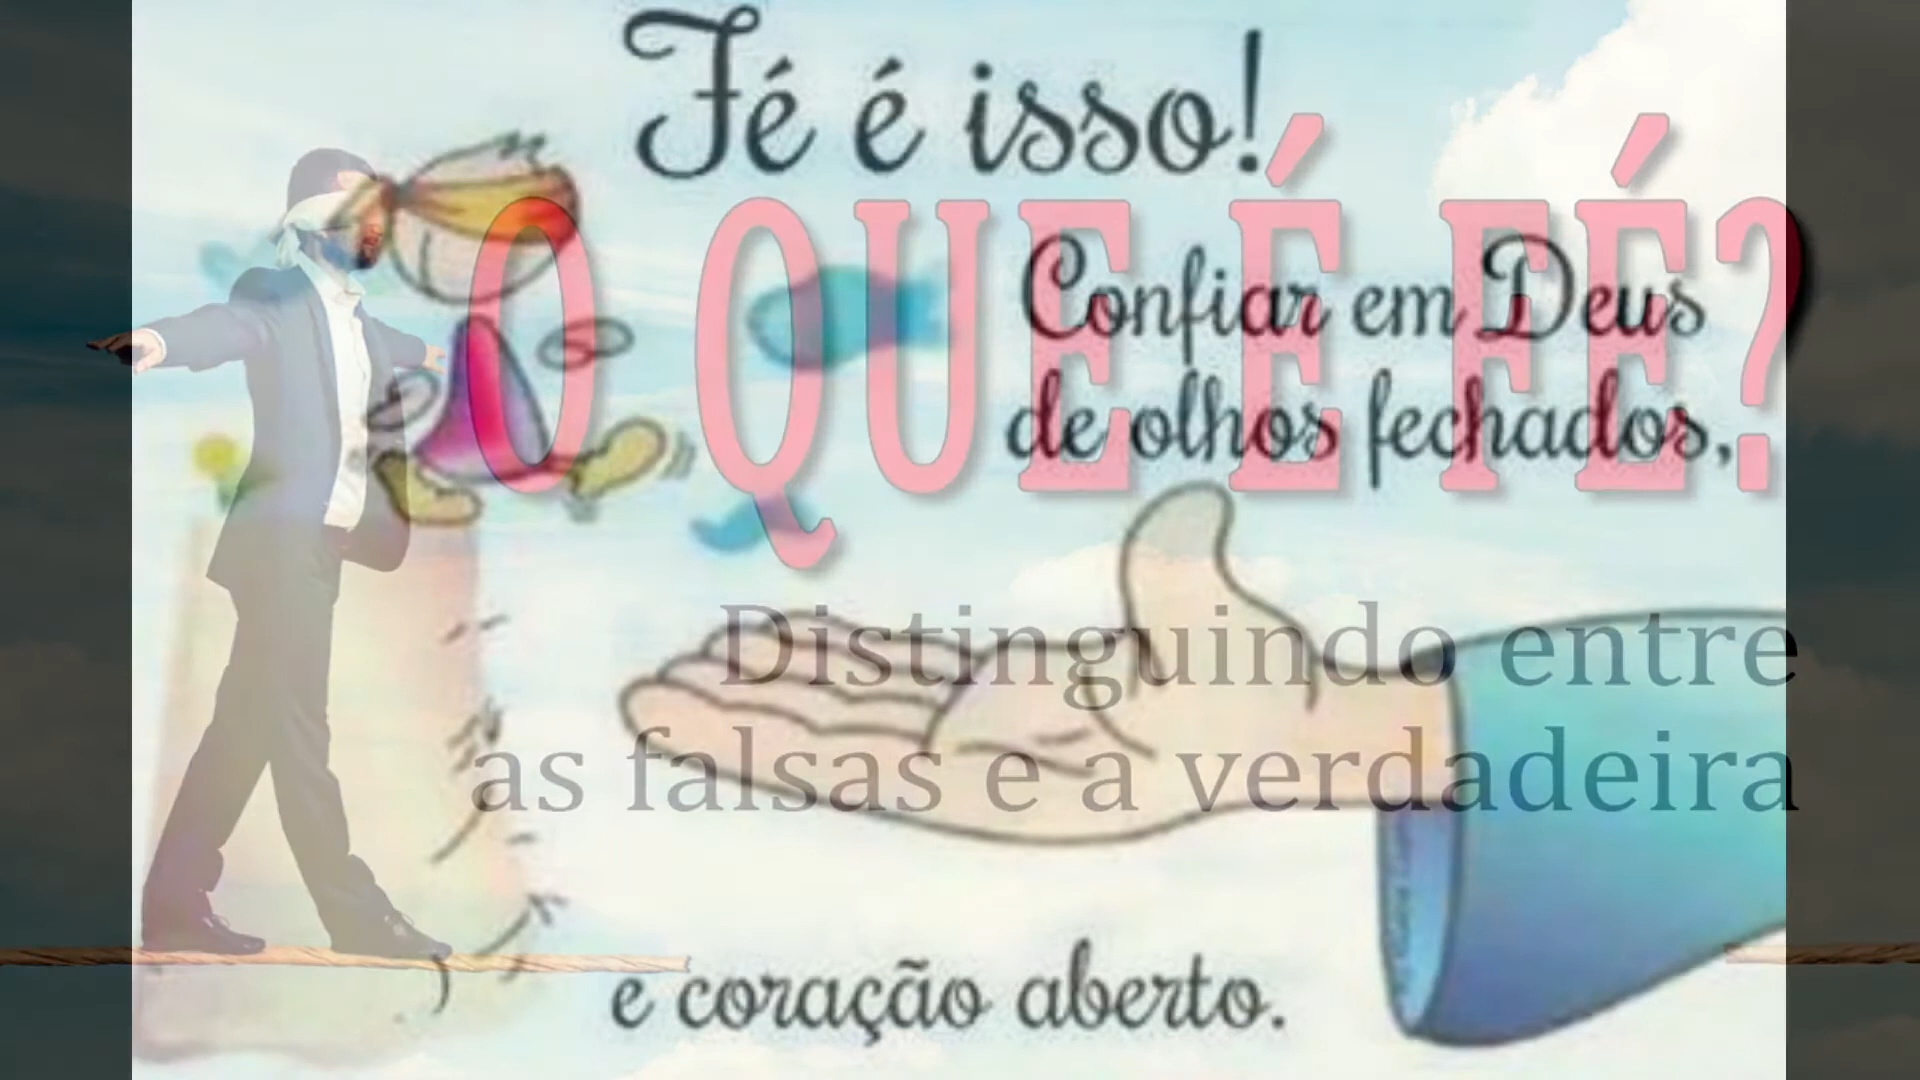 Fé é isso!
O QUE É FÉ?
Confiar em Deus
de olhos fechados,
Distinguindo entre
as falsas e a verdadeira
e coração aberto.